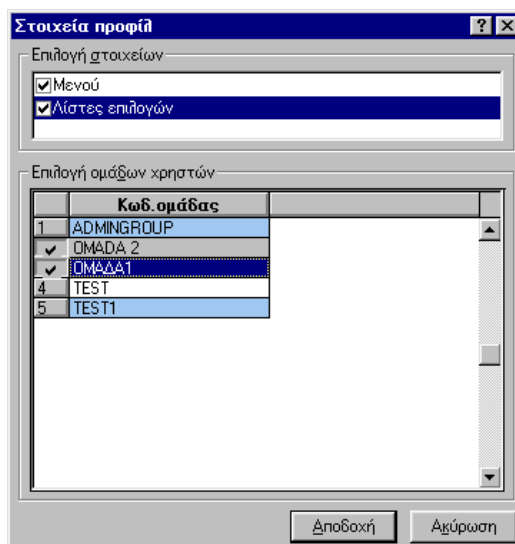 Στοιχεία προφίλ
Επιλογή στοιχείων
Μενού
Λίστες επιλογών
Επιλογή ομάδων χρηστών
Κωδ.ομάδας
1 ADMINGROUP
OMADA 2
ΟΜΑΔΑ1
4 TEST
5 TEST1
Αποδοχή Ακύρωση